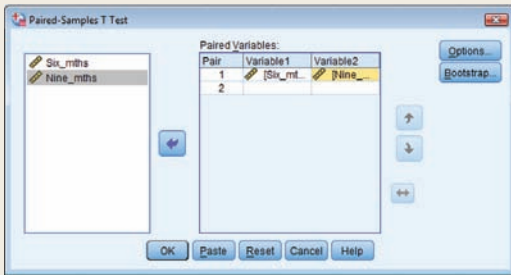 Paired-Samples T Test
Six_mths
Nine_mths
Paired Variables:
Pair Variable1 Variable2
1 [Six_mt... [Nine_...
2
Options...
Bootstrap...
OK Paste Reset Cancel Help